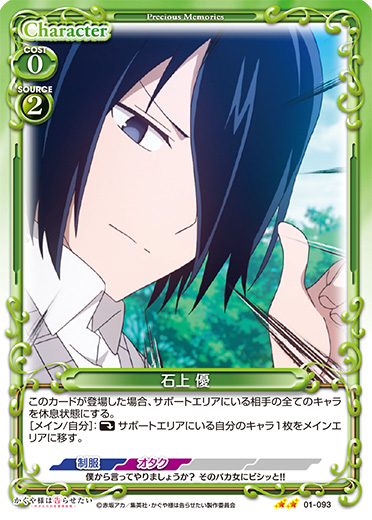 Precious Memories
Character
COST
0
SOURCE
2
石上 優
このカードが登場した場合、サポートエリアにいる相手の全てのキャラ
を休息状態にする。
[メイン/自分]: サポートエリアにいる自分のキャラ1枚をメインエ
リアに移す。
制服
オタク
僕から言ってやりましょうか? そのバカ女にビシッと!!
かぐや様は告らせたい
©赤坂アカ/集英社・かぐや様は告らせたい製作委員会
01-093